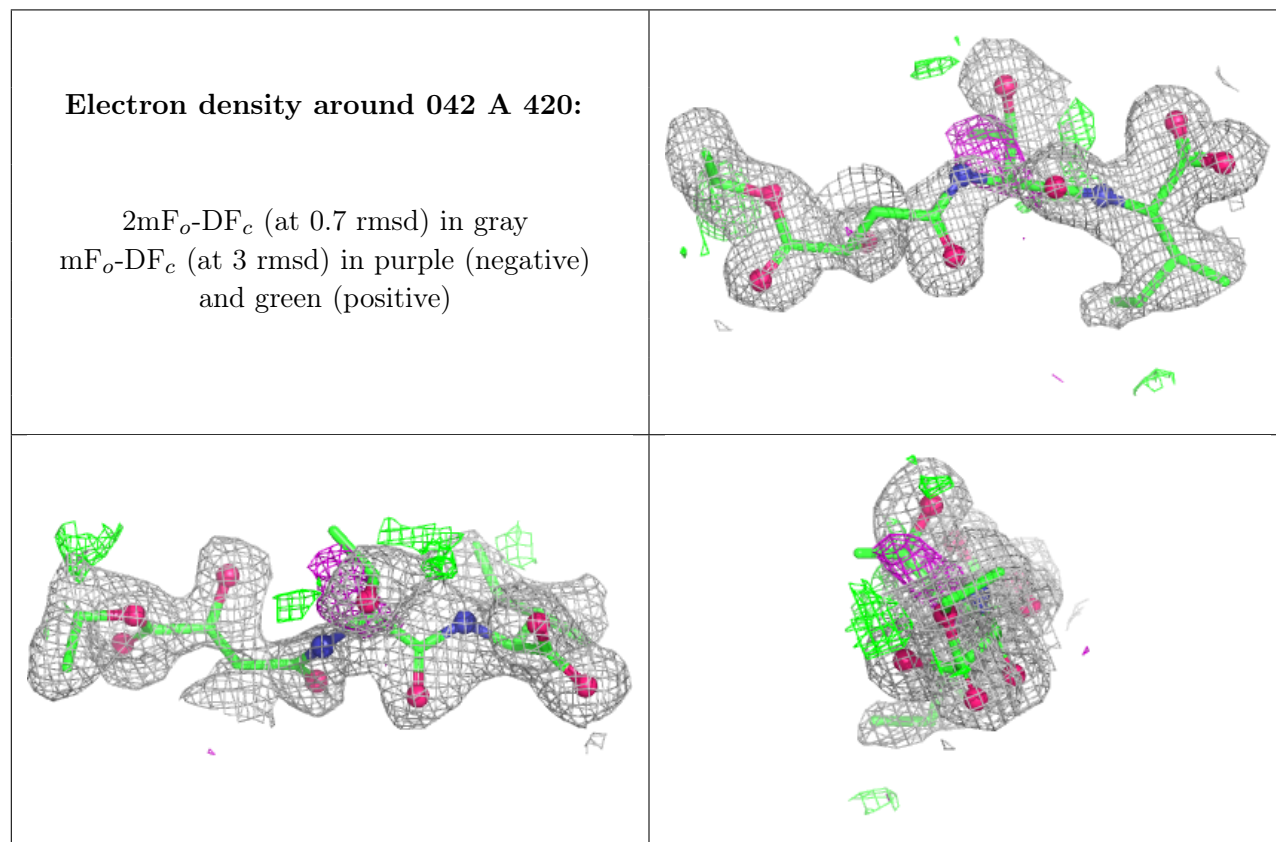 Electron density around 042 A 420:
2mFo-DFc (at 0.7 rmsd) in gray
mFo-DFc (at 3 rmsd) in purple (negative)
and green (positive)